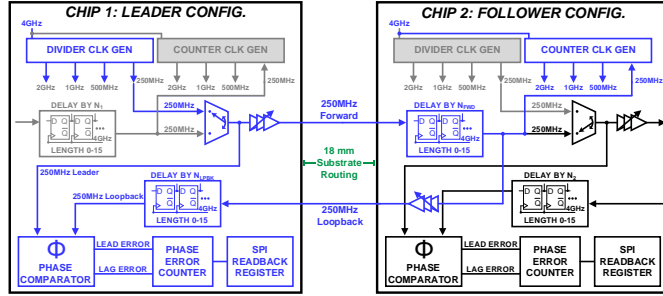 CHIP 1: LEADER CONFIG.
4GHz
DIVIDER CLK GEN
COUNTER CLK GEN
2GHz
1GHz
500MHz
250MHz
2GHz
1GHz
500MHz
250MHz
250MHz
DELAY BY N1
D Q
Q
D Q
Q
...
4GHz
LENGTH 0-15
250MHz
250MHz Leader
DELAY BY NLPBK
250MHz Loopback
D Q
Q
D Q
Q
...
4GHz
LENGTH 0-15
Φ
PHASE
COMPARATOR
LEAD ERROR
LAG ERROR
PHASE
ERROR
COUNTER
SPI
READBACK
REGISTER
250MHz
Forward
18 mm
Substrate
Routing
250MHz
Loopback
CHIP 2: FOLLOWER CONFIG.
4GHz
DIVIDER CLK GEN
COUNTER CLK GEN
2GHz
1GHz
500MHz
250MHz
2GHz
1GHz
500MHz
250MHz
250MHz
DELAY BY NFWD
D Q
Q
D Q
Q
...
4GHz
LENGTH 0-15
250MHz
DELAY BY N2
D Q
Q
D Q
Q
...
4GHz
LENGTH 0-15
Φ
PHASE
COMPARATOR
LEAD ERROR
LAG ERROR
PHASE
ERROR
COUNTER
SPI
READBACK
REGISTER